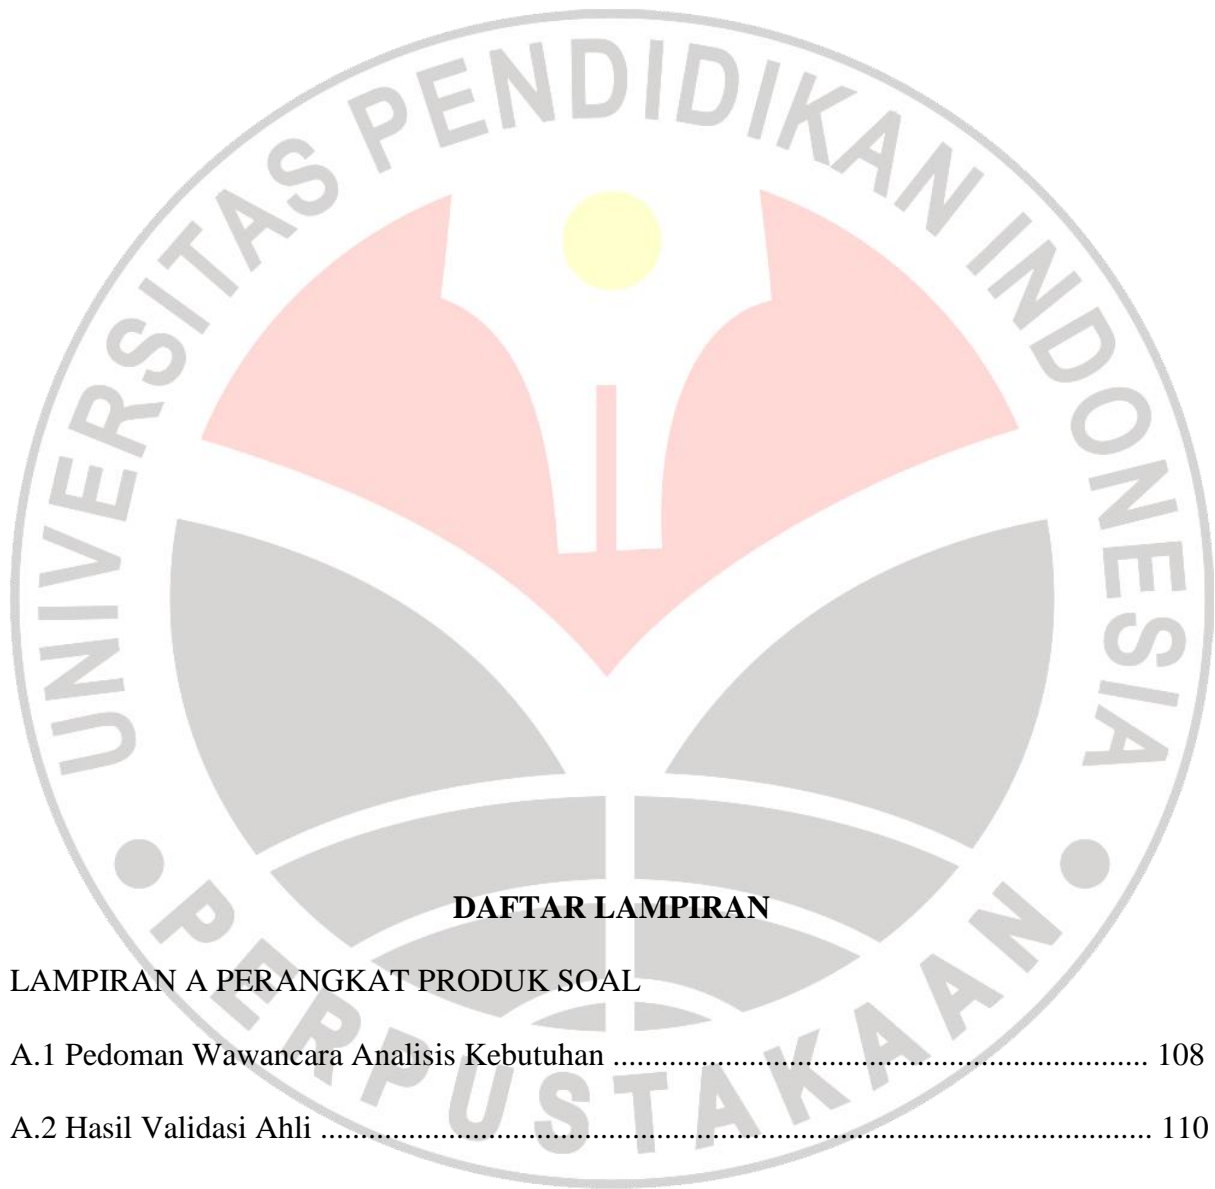 UNIVERSITAS PENDIDIKAN INDONESIA
PERPUSTAKAAN
DAFTAR LAMPIRAN
LAMPIRAN A PERANGKAT PRODUK SOAL
A.1 Pedoman Wawancara Analisis Kebutuhan .................................................................... 108
A.2 Hasil Validasi Ahli ......................................................................................................... 110